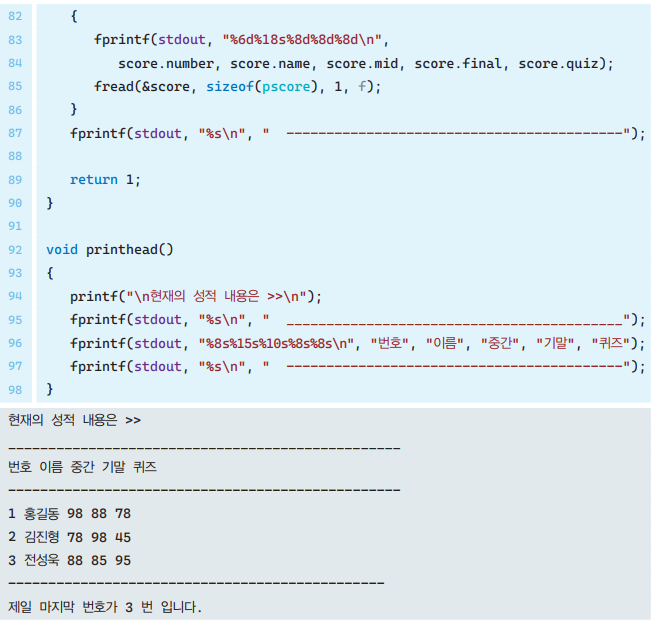 82 {
83 fprintf(stdout, "%6d%18s%8d%8d%8d\n",
84 score.number, score.name, score.mid, score.final, score.quiz);
85 fread(&score, sizeof(pscore), 1, f);
86 }
87 fprintf(stdout, "%s\n", " ------------------------------------------");
88
89 return 1;
90 }
91
92 void printhead()
93 {
94 printf("\n현재의 성적 내용은 >>\n");
95 fprintf(stdout, "%s\n", " __________________________________________");
96 fprintf(stdout, "%8s%15s%10s%8s%8s\n", "번호", "이름", "중간", "기말", "퀴즈");
97 fprintf(stdout, "%s\n", " ------------------------------------------");
98 }
현재의 성적 내용은 >>
-------------------------------------------------
번호 이름 중간 기말 퀴즈
-------------------------------------------------
1 홍길동 98 88 78
2 김진형 78 98 45
3 전성욱 88 85 95
-----------------------------------------------
제일 마지막 번호가 3 번 입니다.